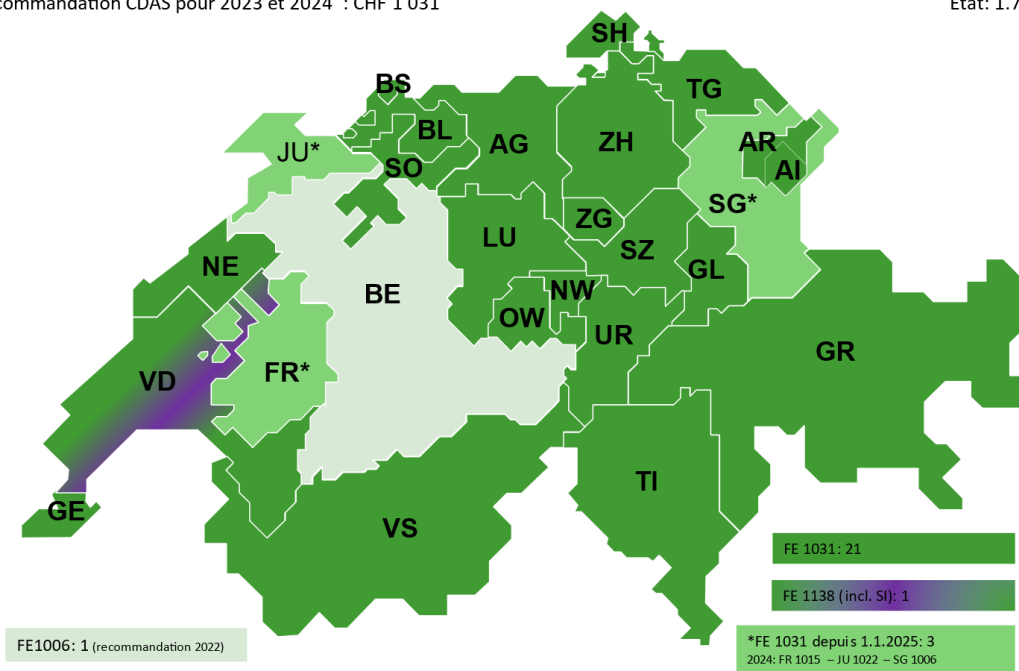 commandation CDAS pour 2023 et 2024 : CHF 1 031
Etat: 1.7
SH
BS
TG
BL
AG
ZH
AR
JU*
SO
AI
SG*
ZG
LU
SZ
NE
GL
BE
NW
OW
UR
GR
FR*
VD
TI
GE
VS
FE 1031: 21
FE 1138 (incl. SI): 1
FE1006: 1 (recommandation 2022)
*FE 1031 depuis 1.1.2025: 3
2024: FR 1015 – JU 1022 – SG 1006